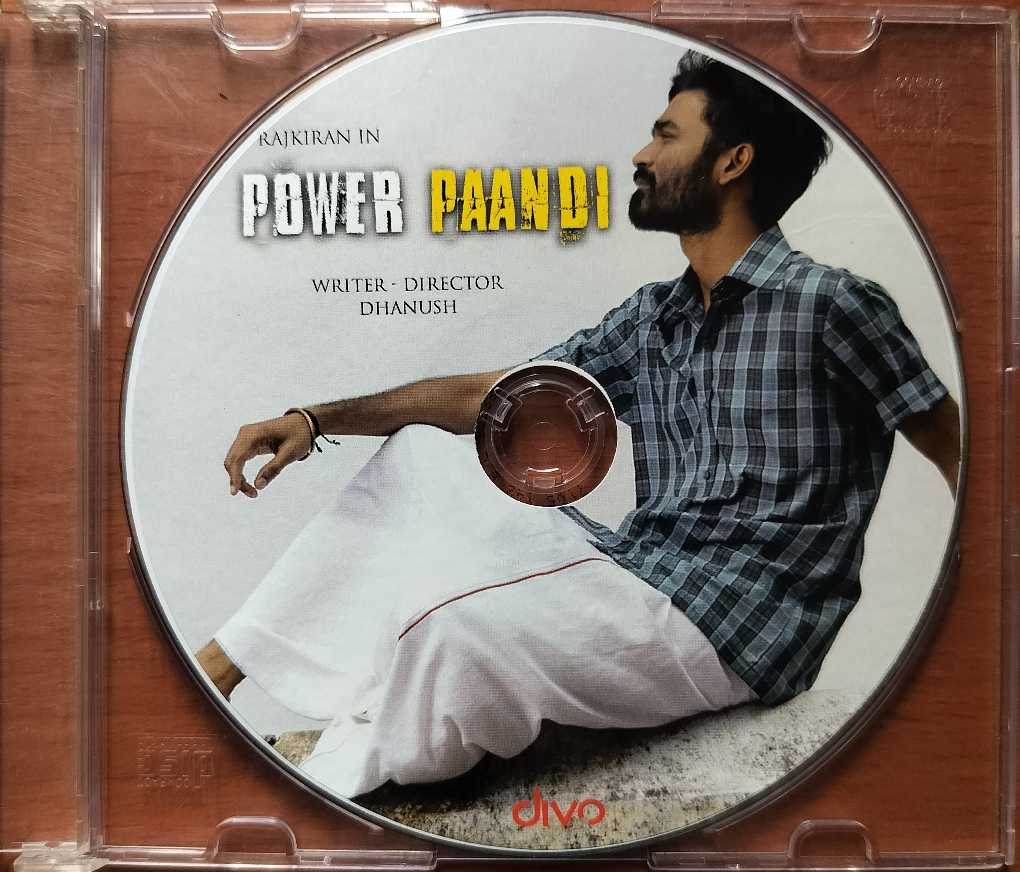 RAJKIRAN IN
POWER PAANDI
WRITER - DIRECTOR
DHANUSH
divo